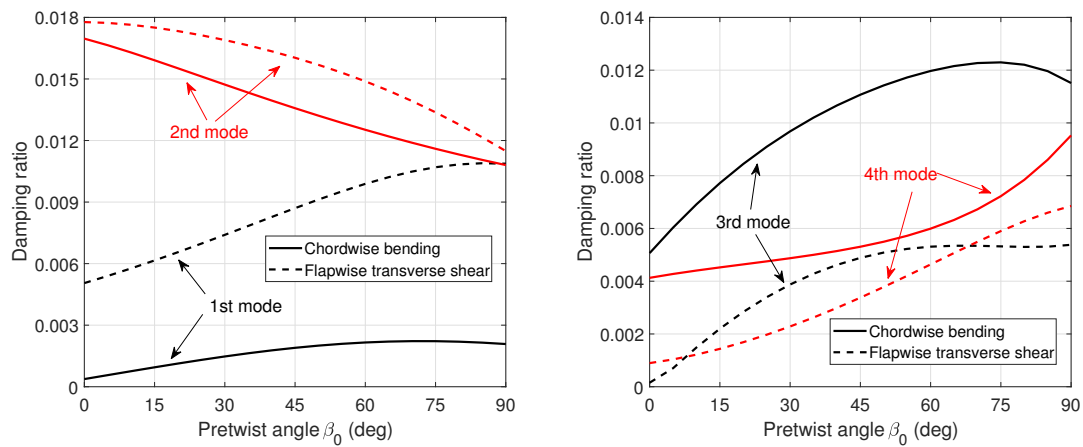 0.018
0.015
0.012
0.009
0.006
0.003
0
Damping ratio
2nd mode
1st mode
Chordwise bending
Flapwise transverse shear
0 15 30 45 60 75 90
Pretwist angle β0 (deg)
0.014
0.012
0.01
0.008
0.006
0.004
0.002
0
Damping ratio
4th mode
3rd mode
Chordwise bending
Flapwise transverse shear
0 15 30 45 60 75 90
Pretwist angle β0 (deg)